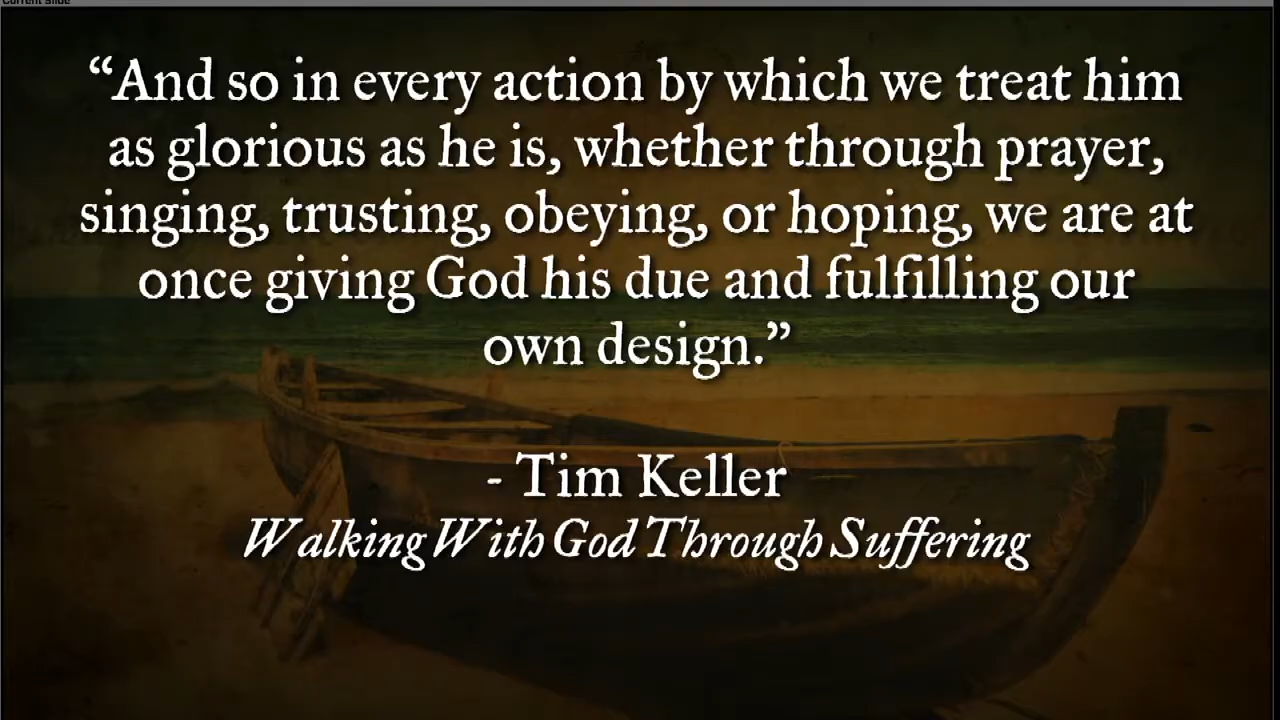 Current Slide
“And so in every action by which we treat him
as glorious as he is, whether through prayer,
singing, trusting, obeying, or hoping, we are at
once giving God his due and fulfilling our
own design.”
- Tim Keller
Walking With God Through Suffering